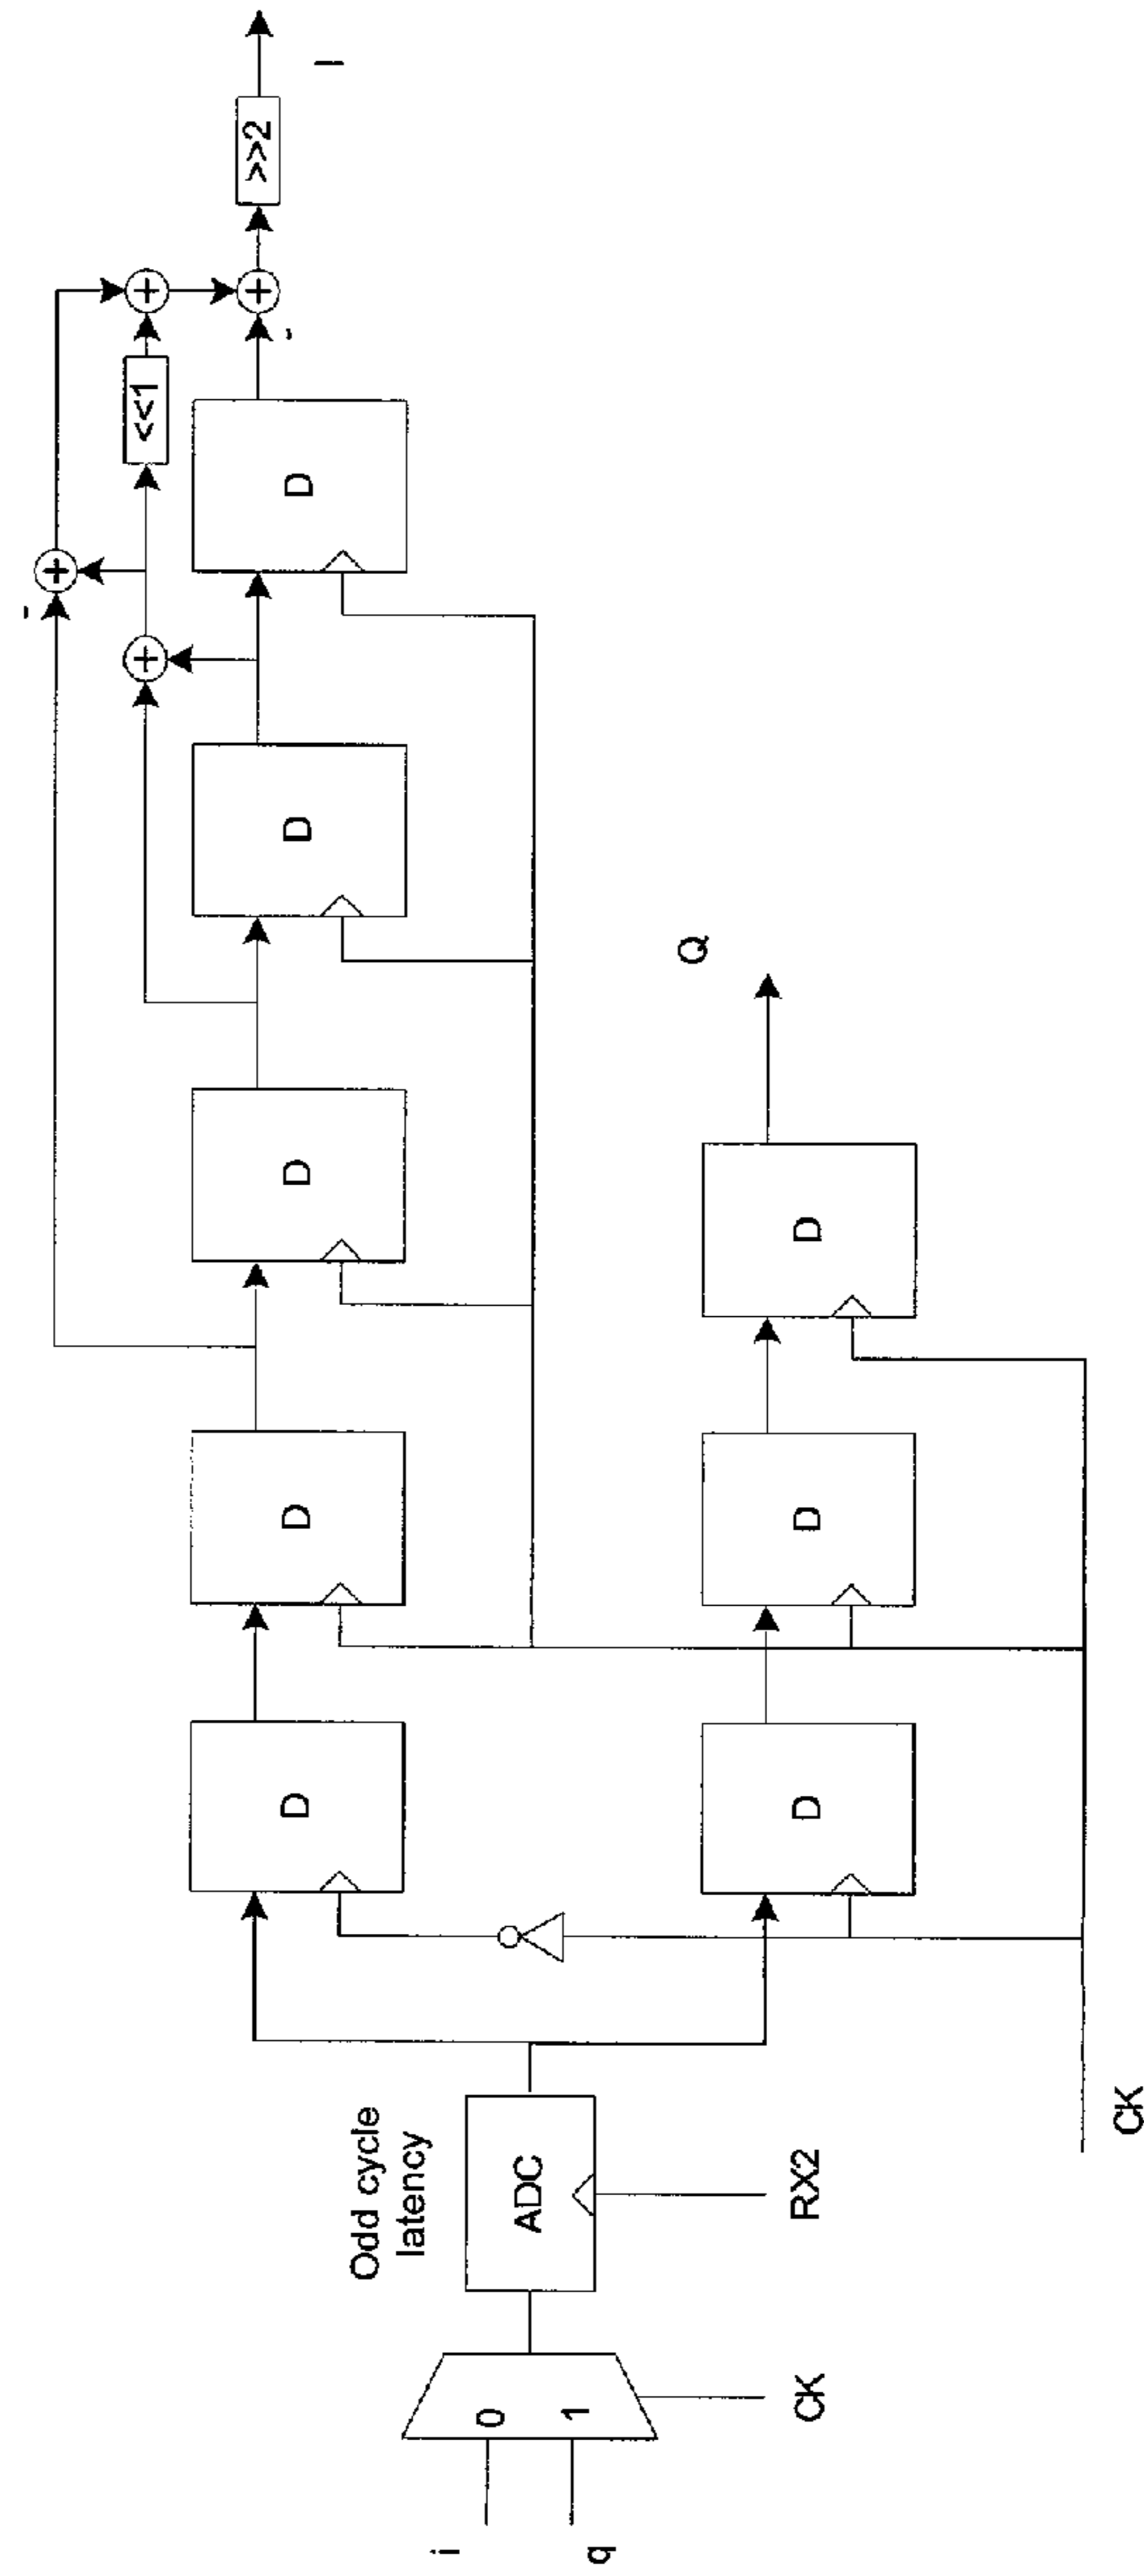 i
q
0
1
CK
Odd cycle
latency
ADC
RX2
CK
D
D
D
D
D
D
D
D
Q
-
+
+
<<1
+
+
-
>>2
I